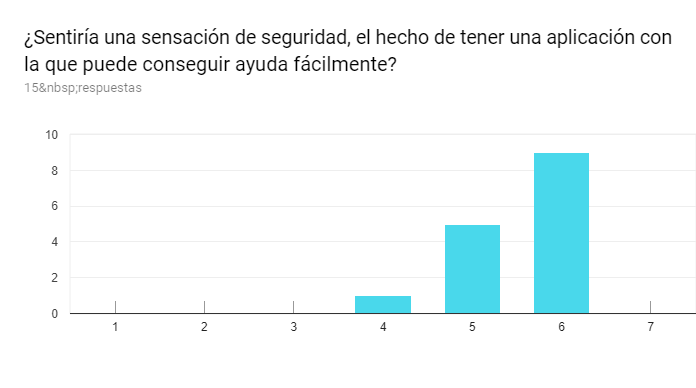 ¿Sentiría una sensación de seguridad, el hecho de tener una aplicación con
la que puede conseguir ayuda fácilmente?
15&nbsp;respuestas
10
8
6
4
2
0
1 2 3 4 5 6 7